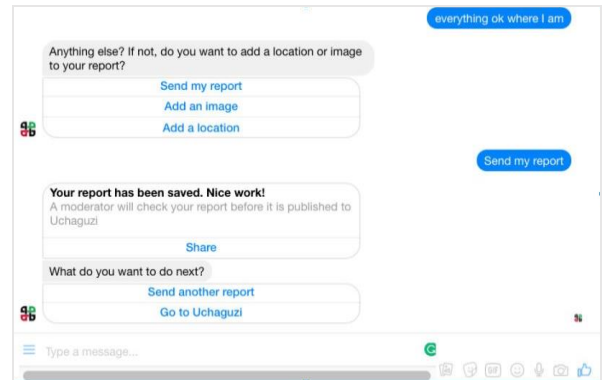 everything ok where I am
Anything else? If not, do you want to add a location or image
to your report?
Send my report
Add an image
Add a location
Send my report
Your report has been saved. Nice work!
A moderator will check your report before it is published to
Uchaguzi
Share
What do you want to do next?
Send another report
Go to Uchaguzi
Type a message...
GIF